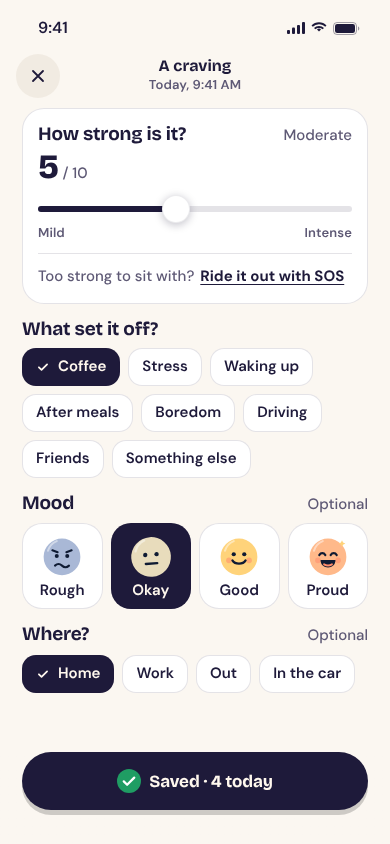 9:41
A craving
Today, 9:41 AM
How strong is it? Moderate
5 / 10
Mild Intense
Too strong to sit with? Ride it out with SOS
What set it off?
Coffee Stress Waking up
After meals Boredom Driving
Friends Something else
Mood Optional
Rough Okay Good Proud
Where? Optional
Home Work Out In the car
Saved · 4 today